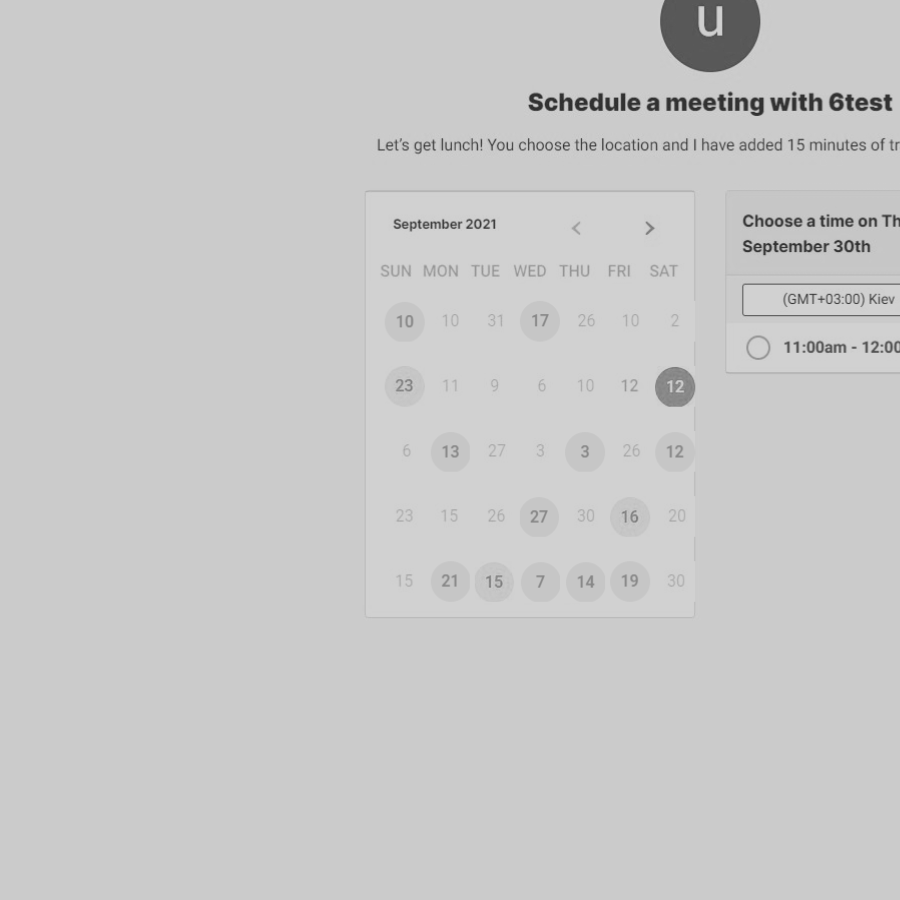 u
Schedule a meeting with 6test
Let's get lunch! You choose the location and I have added 15 minutes of
September 2021
SUN MON TUE WED THU FRI SAT
10 10 31 17 26 10 2
23 11 9 6 10 12 12
6 13 27 3 3 26 12
23 15 26 27 30 16 20
15 21 15 7 14 19 30
Choose a time on Th
September 30th
(GMT+03:00) Kiev
11:00am - 12:00